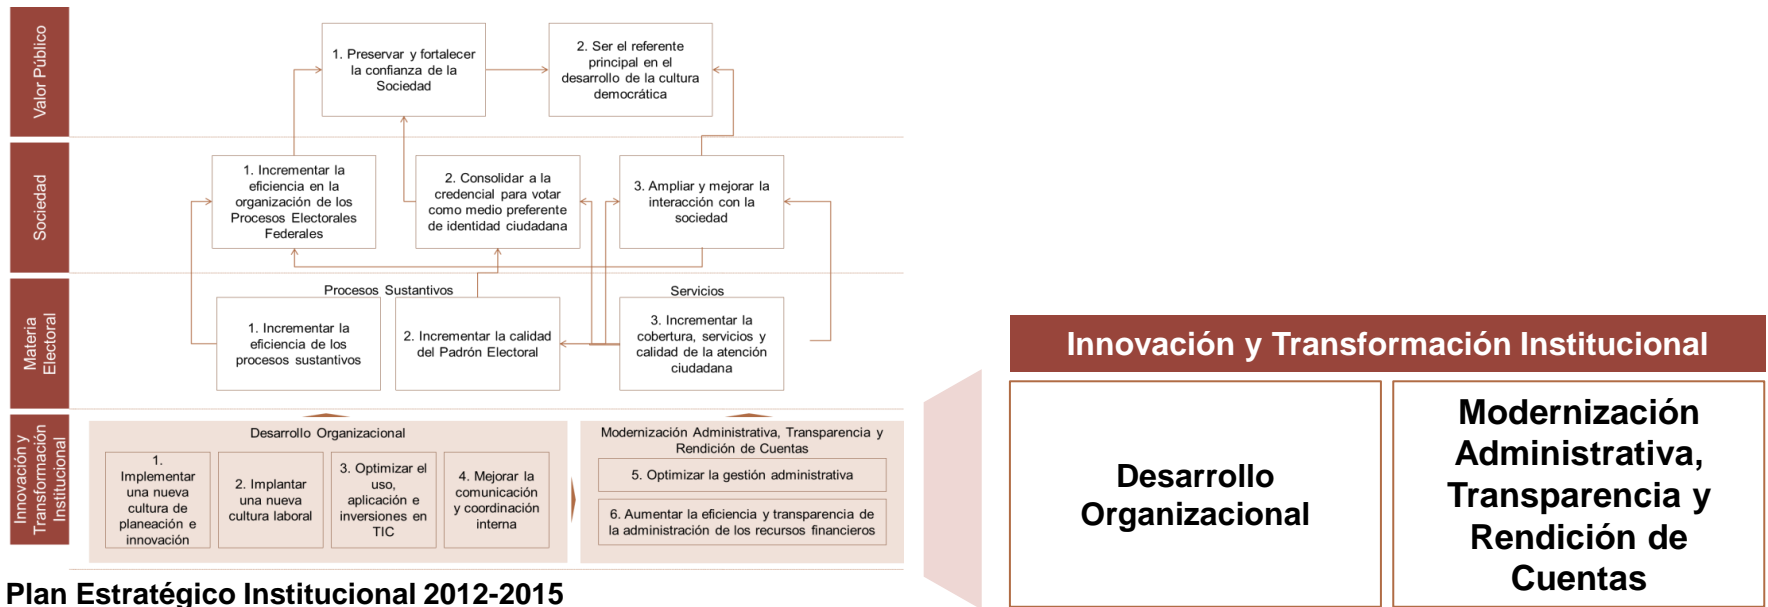 Valor Público
1. Preservar y fortalecer
la confianza de la
Sociedad
2. Ser el referente
principal en el
desarrollo de la cultura
democrática
Sociedad
1. Incrementar la
eficiencia en la
organización de los
Procesos Electorales
Federales
2. Consolidar a la
credencial para votar
como medio preferente
de identidad ciudadana
3. Ampliar y mejorar la
interacción con la
sociedad
Materia
Electoral
Procesos Sustantivos
Servicios
1. Incrementar la
eficiencia de los
procesos sustantivos
2. Incrementar la calidad
del Padrón Electoral
3. Incrementar la
cobertura, servicios y
calidad de la atención
ciudadana
Innovación y
Transformación
Institucional
Desarrollo Organizacional
1.
Implementar
una nueva
cultura de
planeación e
innovación
2. Implantar
una nueva
cultura laboral
3. Optimizar el
uso,
aplicación e
inversiones en
TIC
4. Mejorar la
comunicación
y coordinación
interna
Modernización Administrativa, Transparencia y
Rendición de Cuentas
5. Optimizar la gestión administrativa
6. Aumentar la eficiencia y transparencia de
la administración de los recursos financieros
Plan Estratégico Institucional 2012-2015
Innovación y Transformación Institucional
Desarrollo
Organizacional
Modernización
Administrativa,
Transparencia y
Rendición de
Cuentas